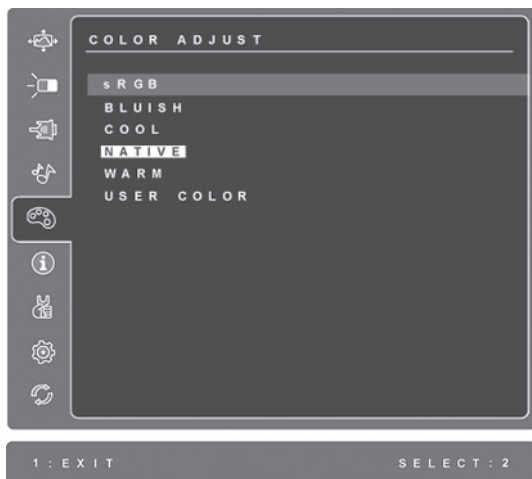 COLOR ADJUST
sRGB
BLUISH
COOL
NATIVE
WARM
USER COLOR
1:EXIT SELECT:2